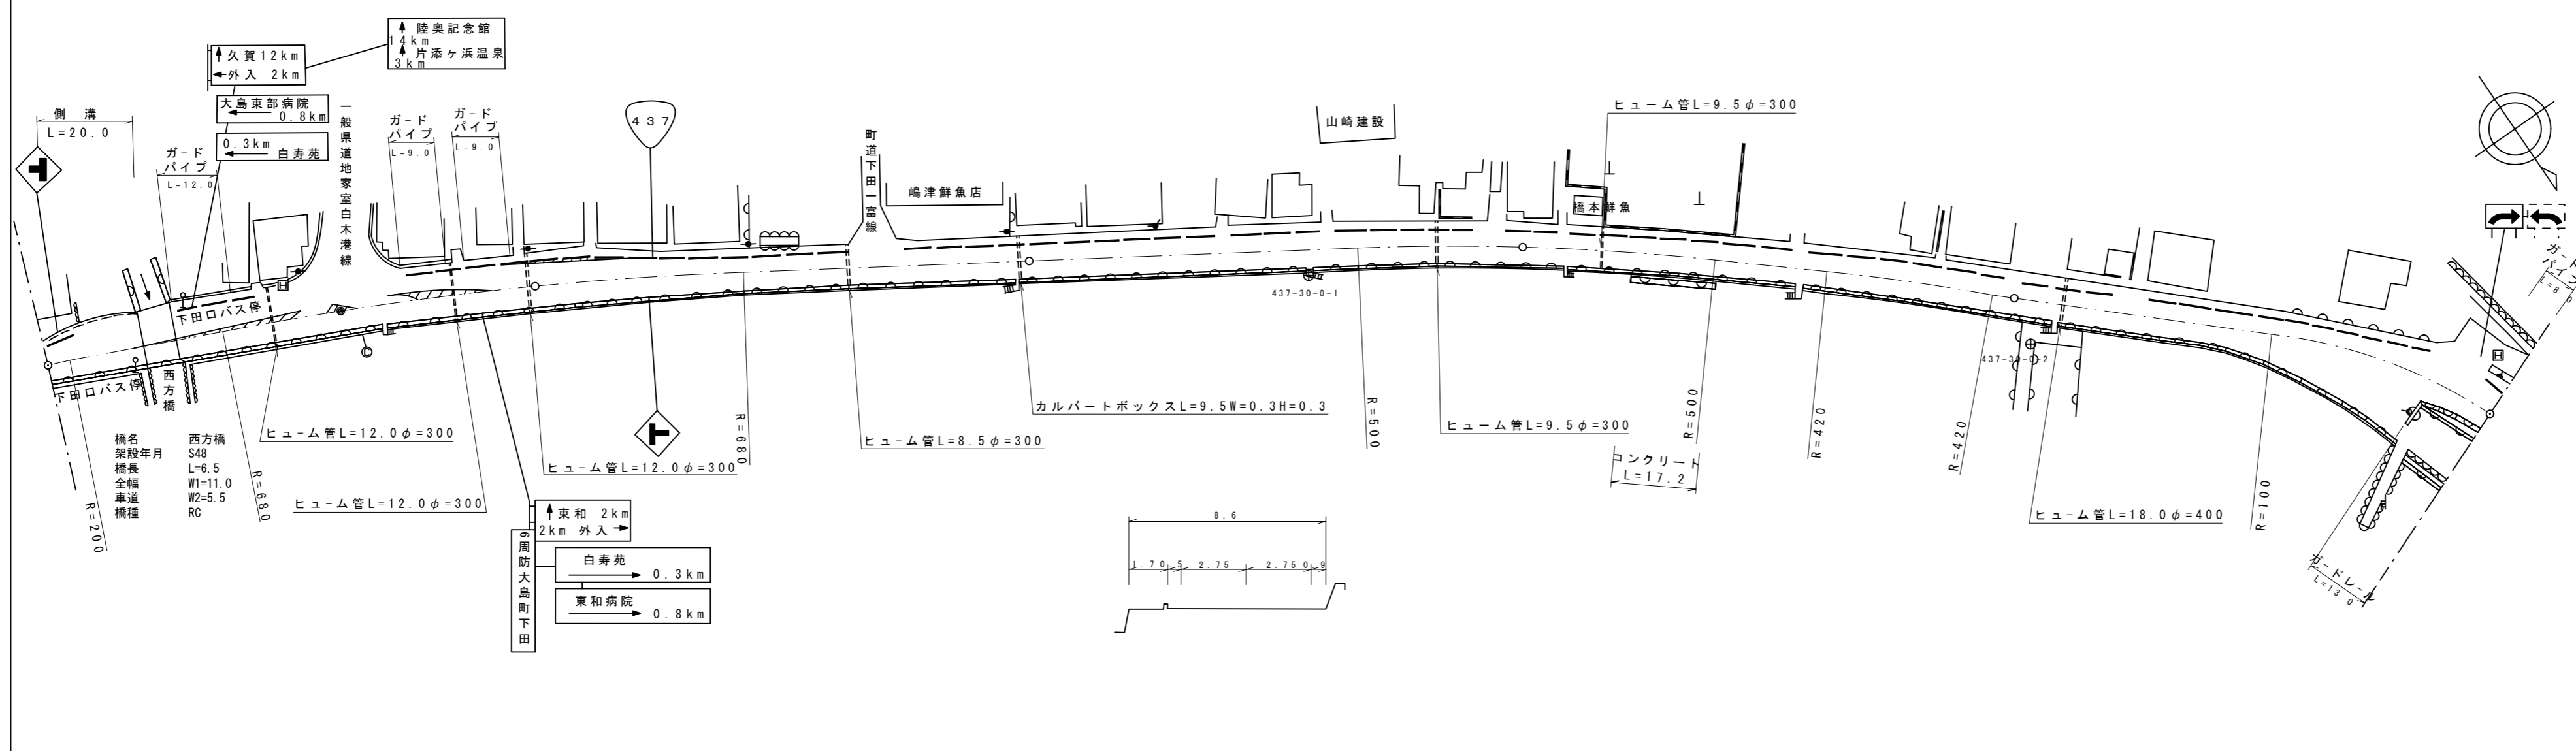 ↑ 陸奥記念館
14km
↑ 片添ヶ浜温泉
3km
↑ 久賀12km
← 外入 2km
大島東部病院
← 0.8km
0.3km
← 白寿苑
側溝
L=20.0
ガードパイプ
L=12.0
一般県道地家室白木港線
ガードパイプ
L=9.0
ガードパイプ
L=9.0
437
町道下田一富線
嶋津鮮魚店
山崎建設
ヒューム管L=9.5φ=300
橋本鮮魚
ガードパイプ
L=8.0
下田口バス停
下田口バス停
西方橋
437-30-0-1
437-30-0-2
橋名 西方橋
架設年月 S48
橋長 L=6.5
全幅 W1=11.0
車道 W2=5.5
橋種 RC
R=200
R=680
ヒューム管L=12.0φ=300
ヒューム管L=12.0φ=300
ヒューム管L=12.0φ=300
R=680
ヒューム管L=8.5φ=300
カルバートボックスL=9.5W=0.3H=0.3
R=500
ヒューム管L=9.5φ=300
R=500
コンクリート
L=17.2
R=420
R=420
ヒューム管L=18.0φ=400
R=100
ガードレール
L=13.0
↑ 東和 2km
2km 外入 →
周防大島町下田
白寿苑
→ 0.3km
東和病院
→ 0.8km
8.6
1.70 5 2.75 2.750 9